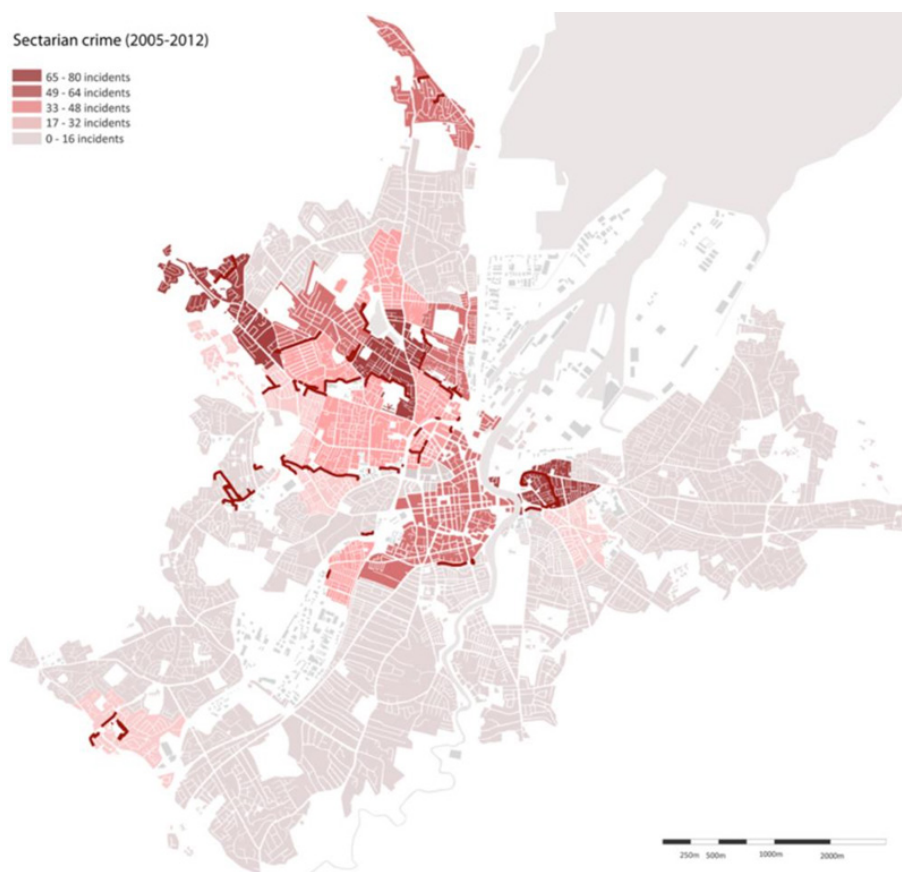 Sectarian crime (2005-2012)
65 - 80 incidents
49 - 64 incidents
33 - 48 incidents
17 - 32 incidents
0 - 16 incidents
250m 500m 1000m 2000m